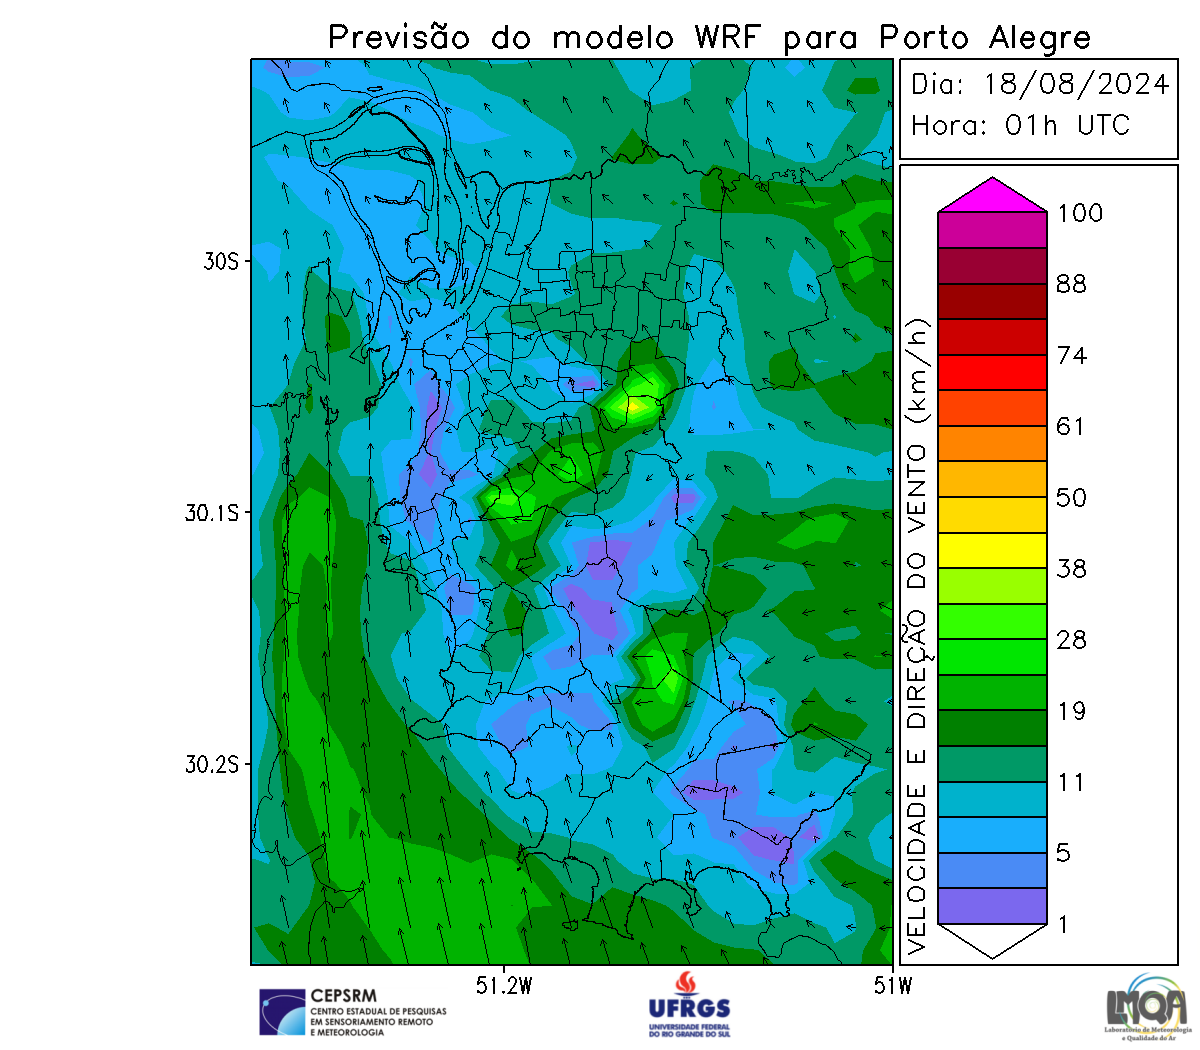 Previsão do modelo WRF para Porto Alegre
Dia: 18/08/2024
Hora: 01h UTC
100
88
74
61
50
38
28
19
11
5
1
VELOCIDADE E DIREÇÃO DO VENTO (km/h)
30S
30.1S
30.2S
51.2W
51W
CEPSRM
CENTRO ESTADUAL DE PESQUISAS
EM SENSORIAMENTO REMOTO
E METEOROLOGIA
UFRGS
UNIVERSIDADE FEDERAL
DO RIO GRANDE DO SUL
LMQA
Laboratório de Meteorologia
e Qualidade do Ar